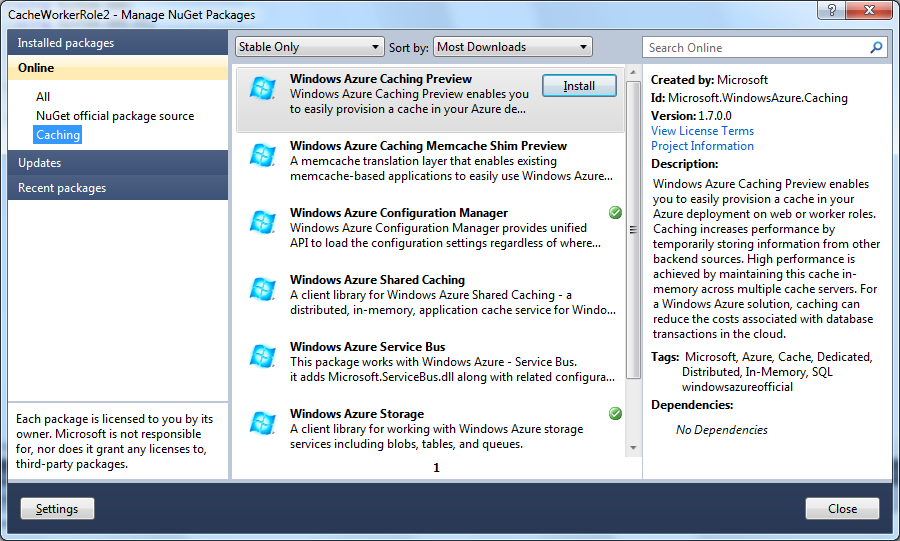 CacheWorkerRole2 - Manage NuGet Packages
Installed packages
Online
All
NuGet official package source
Caching
Updates
Recent packages
Each package is licensed to you by its
owner. Microsoft is not responsible
for, nor does it grant any licenses to,
third-party packages.
Stable Only
Sort by:
Most Downloads
Windows Azure Caching Preview
Windows Azure Caching Preview enables you
to easily provision a cache in your Azure de...
Install
Windows Azure Caching Memcache Shim Preview
A memcache translation layer that enables existing
memcache-based applications to easily use Windows Azure...
Windows Azure Configuration Manager
Windows Azure Configuration Manager provides unified
API to load the configuration settings regardless of where...
Windows Azure Shared Caching
A client library for Windows Azure Shared Caching - a
distributed, in-memory, application cache service for Windo...
Windows Azure Service Bus
This package works with Windows Azure - Service Bus.
it adds Microsoft.ServiceBus.dll along with related configura...
Windows Azure Storage
A client library for working with Windows Azure storage
services including blobs, tables, and queues.
1
Search Online
Created by: Microsoft
Id: Microsoft.WindowsAzure.Caching
Version: 1.7.0.0
View License Terms
Project Information
Description:
Windows Azure Caching Preview enables
you to easily provision a cache in your
Azure deployment on web or worker roles.
Caching increases performance by
temporarily storing information from other
backend sources. High performance is
achieved by maintaining this cache in-
memory across multiple cache servers. For
a Windows Azure solution, caching can
reduce the costs associated with database
transactions in the cloud.
Tags: Microsoft, Azure, Cache, Dedicated,
Distributed, In-Memory, SQL
windowsazureofficial
Dependencies:
No Dependencies
Settings
Close